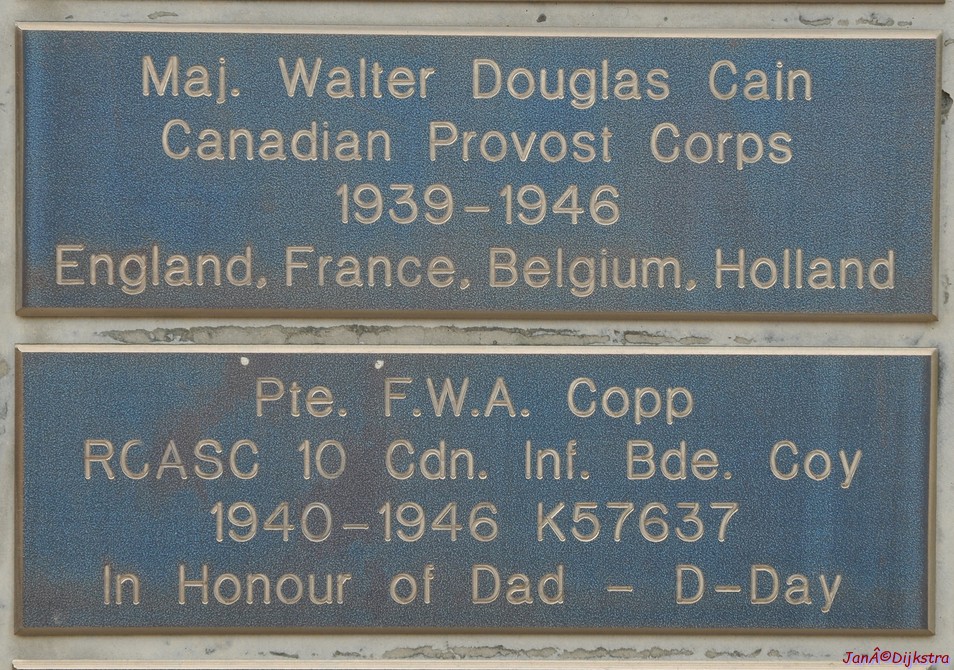 Maj. Walter Douglas Cain
Canadian Provost Corps
1939-1946
England, France, Belgium, Holland
Pte. F.W.A. Copp
RCASC 10 Cdn. Inf. Bde. Coy
1940-1946 K57637
In Honour of Dad - D-Day
JanÂ©Dijkstra